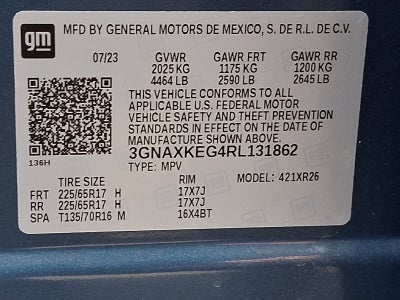 gm MFD BY GENERAL MOTORS DE MEXICO, S. DE R.L. DE C.V.
07/23 GVWR GAWR FRT GAWR RR
2025 KG 1175 KG 1200 KG
4464 LB 2590 LB 2645 LB
THIS VEHICLE CONFORMS TO ALL
APPLICABLE U.S. FEDERAL MOTOR
VEHICLE SAFETY AND THEFT PREVENTION
STANDARDS IN EFFECT ON THE DATE OF
MANUFACTURE SHOWN ABOVE.
3GNAXKEG4RL131862
136H
TYPE: MPV
TIRE SIZE RIM MODEL: 421XR26
FRT 225/65R17 H 17X7J
RR 225/65R17 H 17X7J
SPA T135/70R16 M 16X4BT